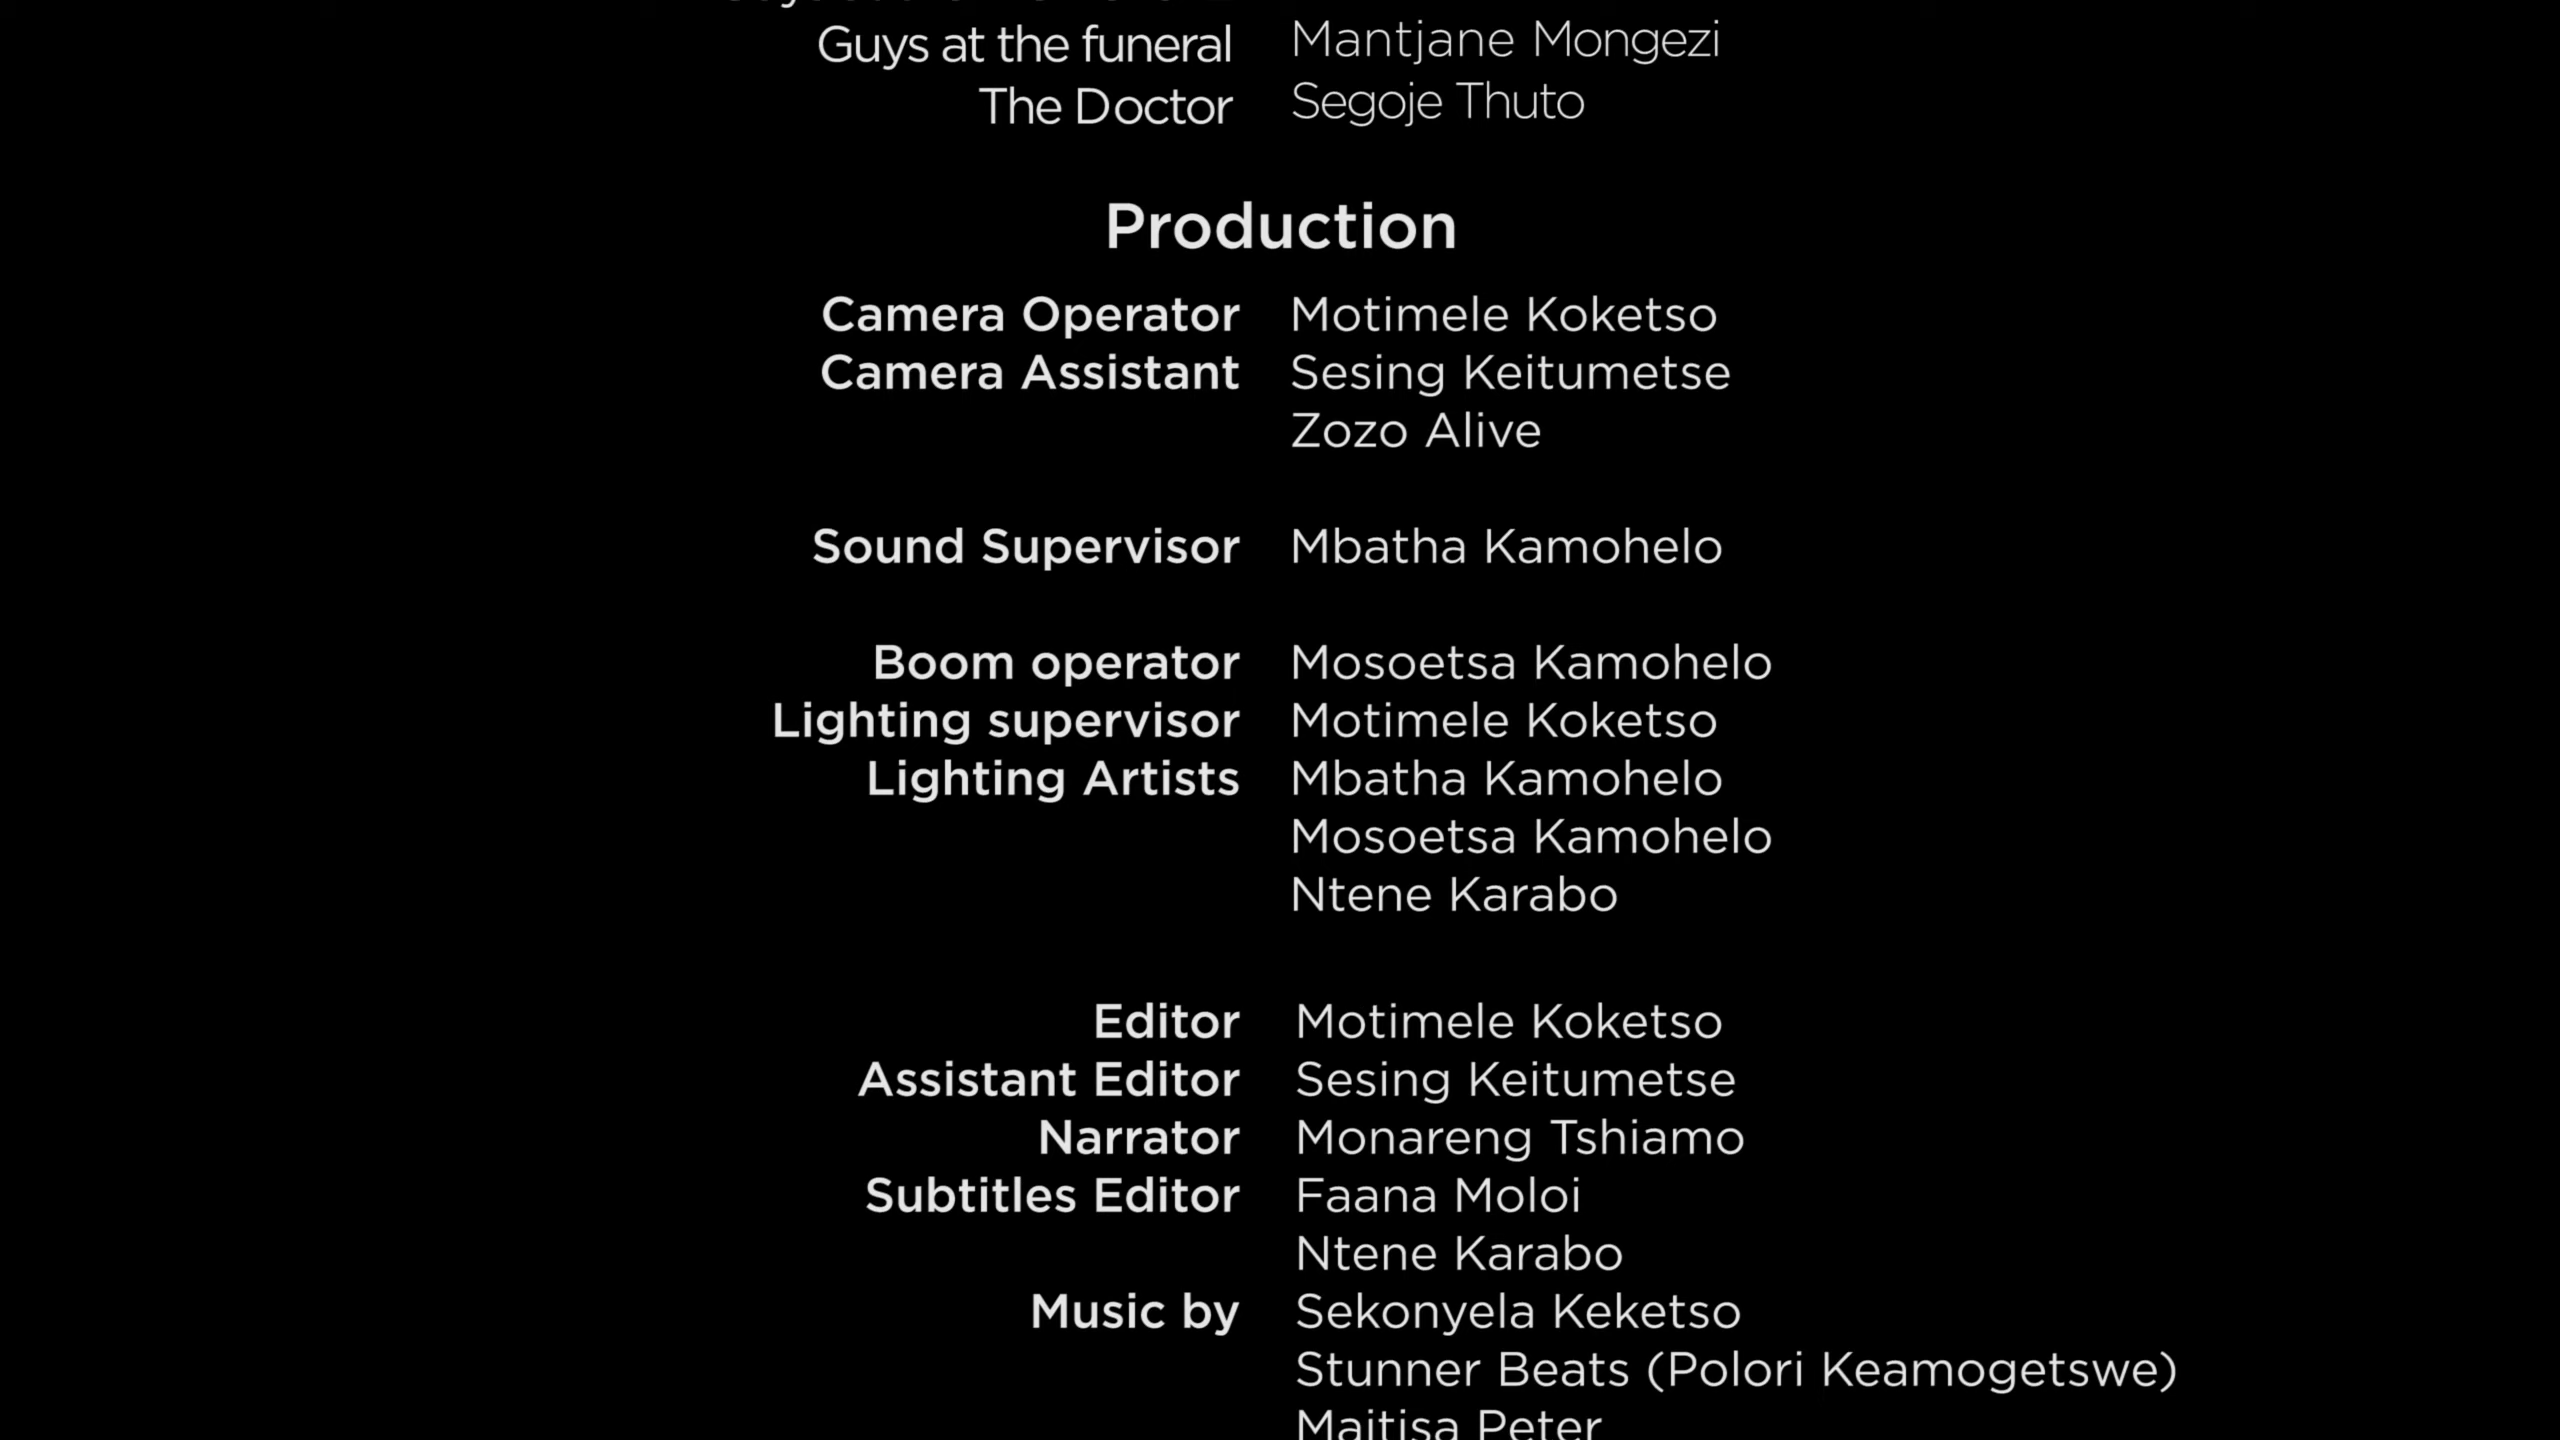 Guys at the funeral Mantjane Mongezi
The Doctor Segoje Thuto
Production
Camera Operator Motimele Koketso
Camera Assistant Sesing Keitumetse
Zozo Alive
Sound Supervisor Mbatha Kamohelo
Boom operator Mosoetsa Kamohelo
Lighting supervisor Motimele Koketso
Lighting Artists Mbatha Kamohelo
Mosoetsa Kamohelo
Ntene Karabo
Editor Motimele Koketso
Assistant Editor Sesing Keitumetse
Narrator Monareng Tshiamo
Subtitles Editor Faana Moloi
Ntene Karabo
Music by Sekonyela Keketso
Stunner Beats (Polori Keamogetswe)
Maitisa Peter